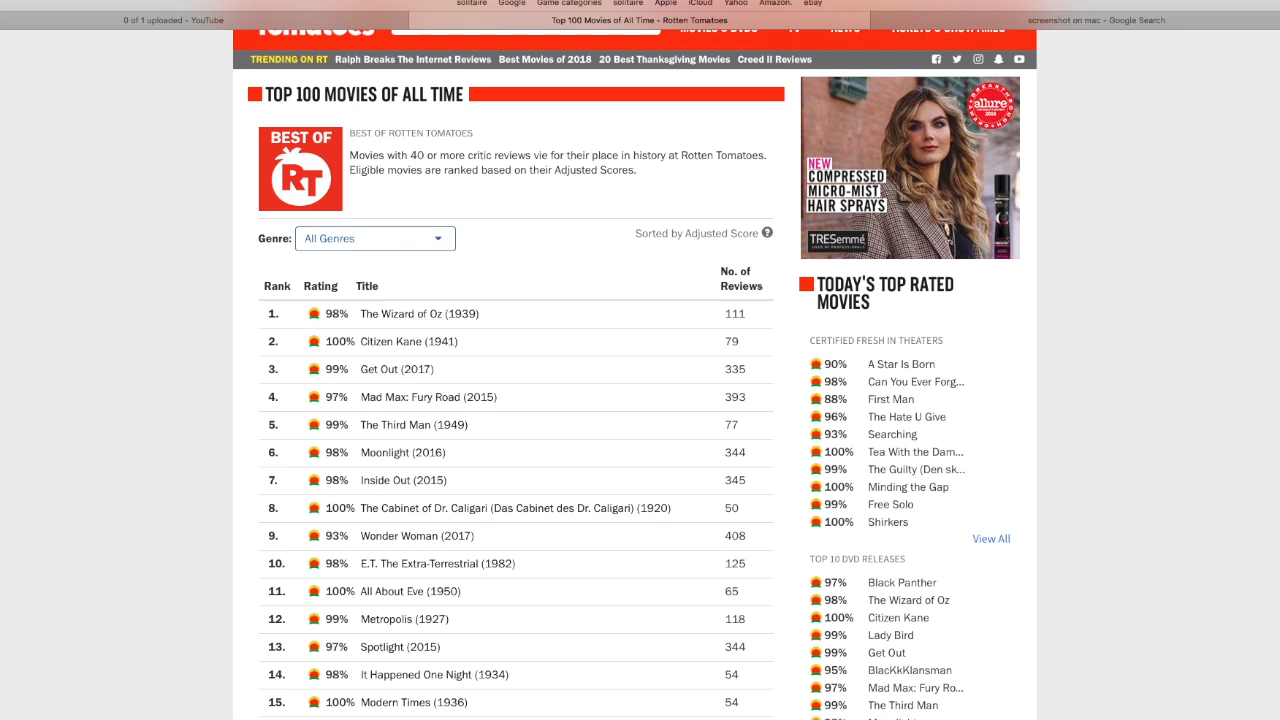 solitaire Google Game categories solitaire Apple iCloud Yahoo Amazon. ebay
0 of 1 uploaded - YouTube
Top 100 Movies of All Time - Rotten Tomatoes
screenshot on mac - Google Search
Tomatoes MOVIES & DVDS TV NEWS TICKETS & SHOWTIMES
TRENDING ON RT Ralph Breaks The Internet Reviews Best Movies of 2018 20 Best Thanksgiving Movies Creed II Reviews
TOP 100 MOVIES OF ALL TIME
BEST OF
RT
BEST OF ROTTEN TOMATOES
Movies with 40 or more critic reviews vie for their place in history at Rotten Tomatoes.
Eligible movies are ranked based on their Adjusted Scores.
Genre: All Genres
Sorted by Adjusted Score ?
Rank Rating Title No. of Reviews
1. 98% The Wizard of Oz (1939) 111
2. 100% Citizen Kane (1941) 79
3. 99% Get Out (2017) 335
4. 97% Mad Max: Fury Road (2015) 393
5. 99% The Third Man (1949) 77
6. 98% Moonlight (2016) 344
7. 98% Inside Out (2015) 345
8. 100% The Cabinet of Dr. Caligari (Das Cabinet des Dr. Caligari) (1920) 50
9. 93% Wonder Woman (2017) 408
10. 98% E.T. The Extra-Terrestrial (1982) 125
11. 100% All About Eve (1950) 65
12. 99% Metropolis (1927) 118
13. 97% Spotlight (2015) 344
14. 98% It Happened One Night (1934) 54
15. 100% Modern Times (1936) 54
BREAKTHROUGH
allure
2018
AWARD
NEW
COMPRESSED
MICRO-MIST
HAIR SPRAYS
TRESemmé
USED BY PROFESSIONALS
TODAY'S TOP RATED
MOVIES
CERTIFIED FRESH IN THEATERS
90% A Star Is Born
98% Can You Ever Forg...
88% First Man
96% The Hate U Give
93% Searching
100% Tea With the Dam...
99% The Guilty (Den sk...
100% Minding the Gap
99% Free Solo
100% Shirkers
View All
TOP 10 DVD RELEASES
97% Black Panther
98% The Wizard of Oz
100% Citizen Kane
99% Lady Bird
99% Get Out
95% BlacKkKlansman
97% Mad Max: Fury Ro...
99% The Third Man